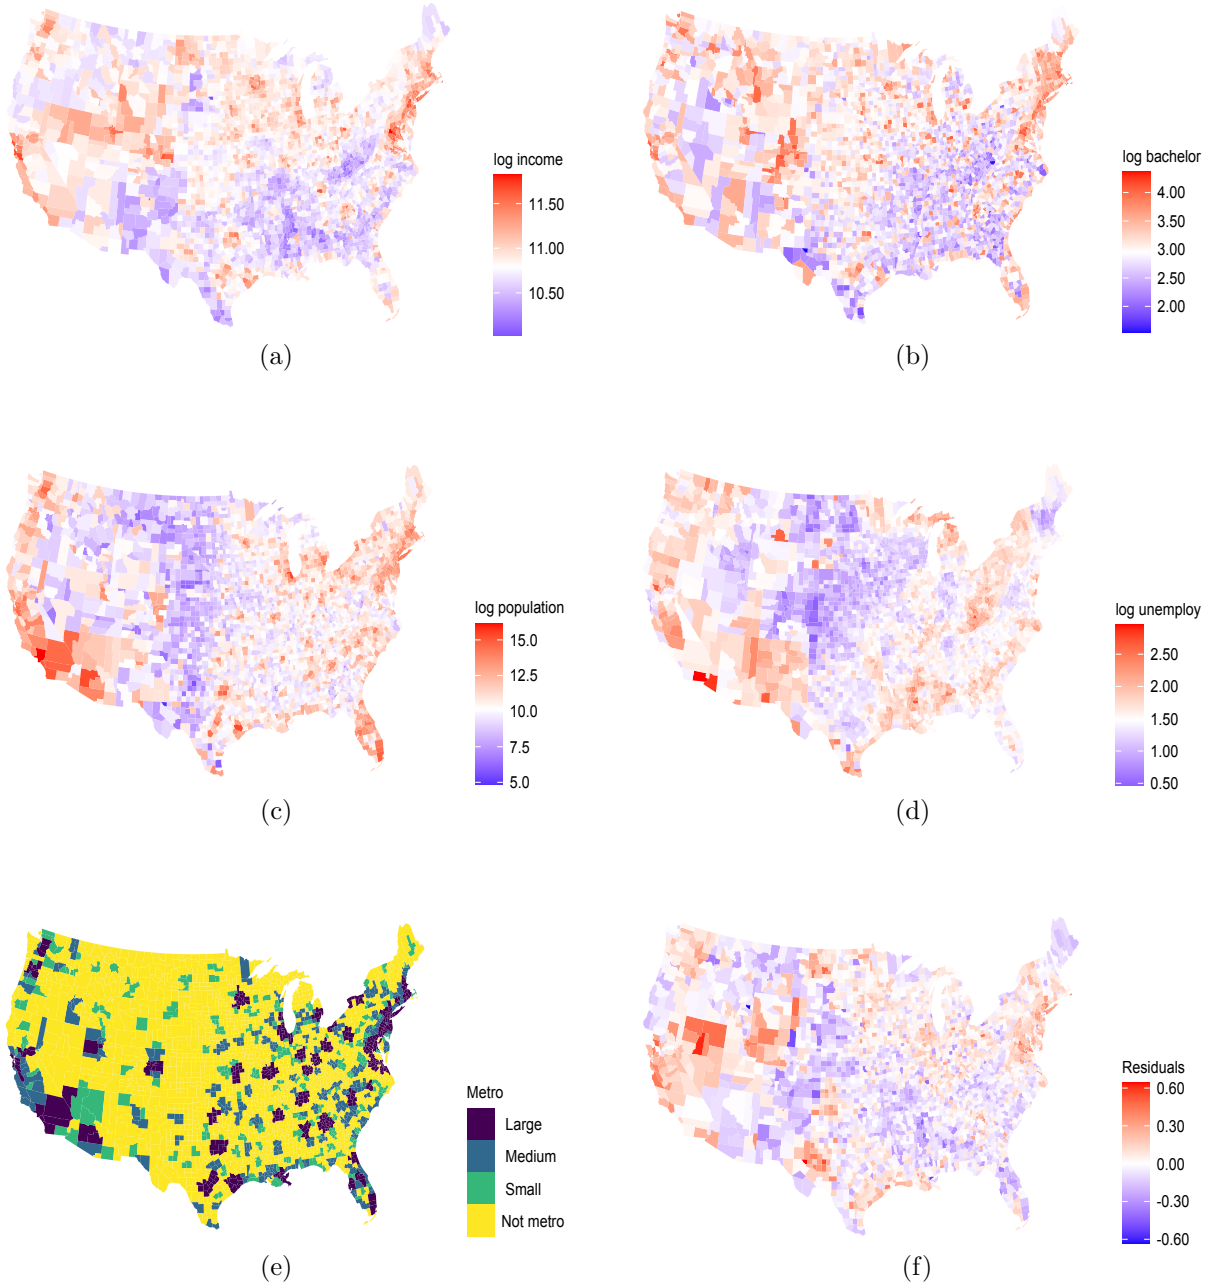 log income
11.50
11.00
10.50
(a)
log bachelor
4.00
3.50
3.00
2.50
2.00
(b)
log population
15.0
12.5
10.0
7.5
5.0
(c)
log unemploy
2.50
2.00
1.50
1.00
0.50
(d)
Metro
Large
Medium
Small
Not metro
(e)
Residuals
0.60
0.30
0.00
-0.30
-0.60
(f)